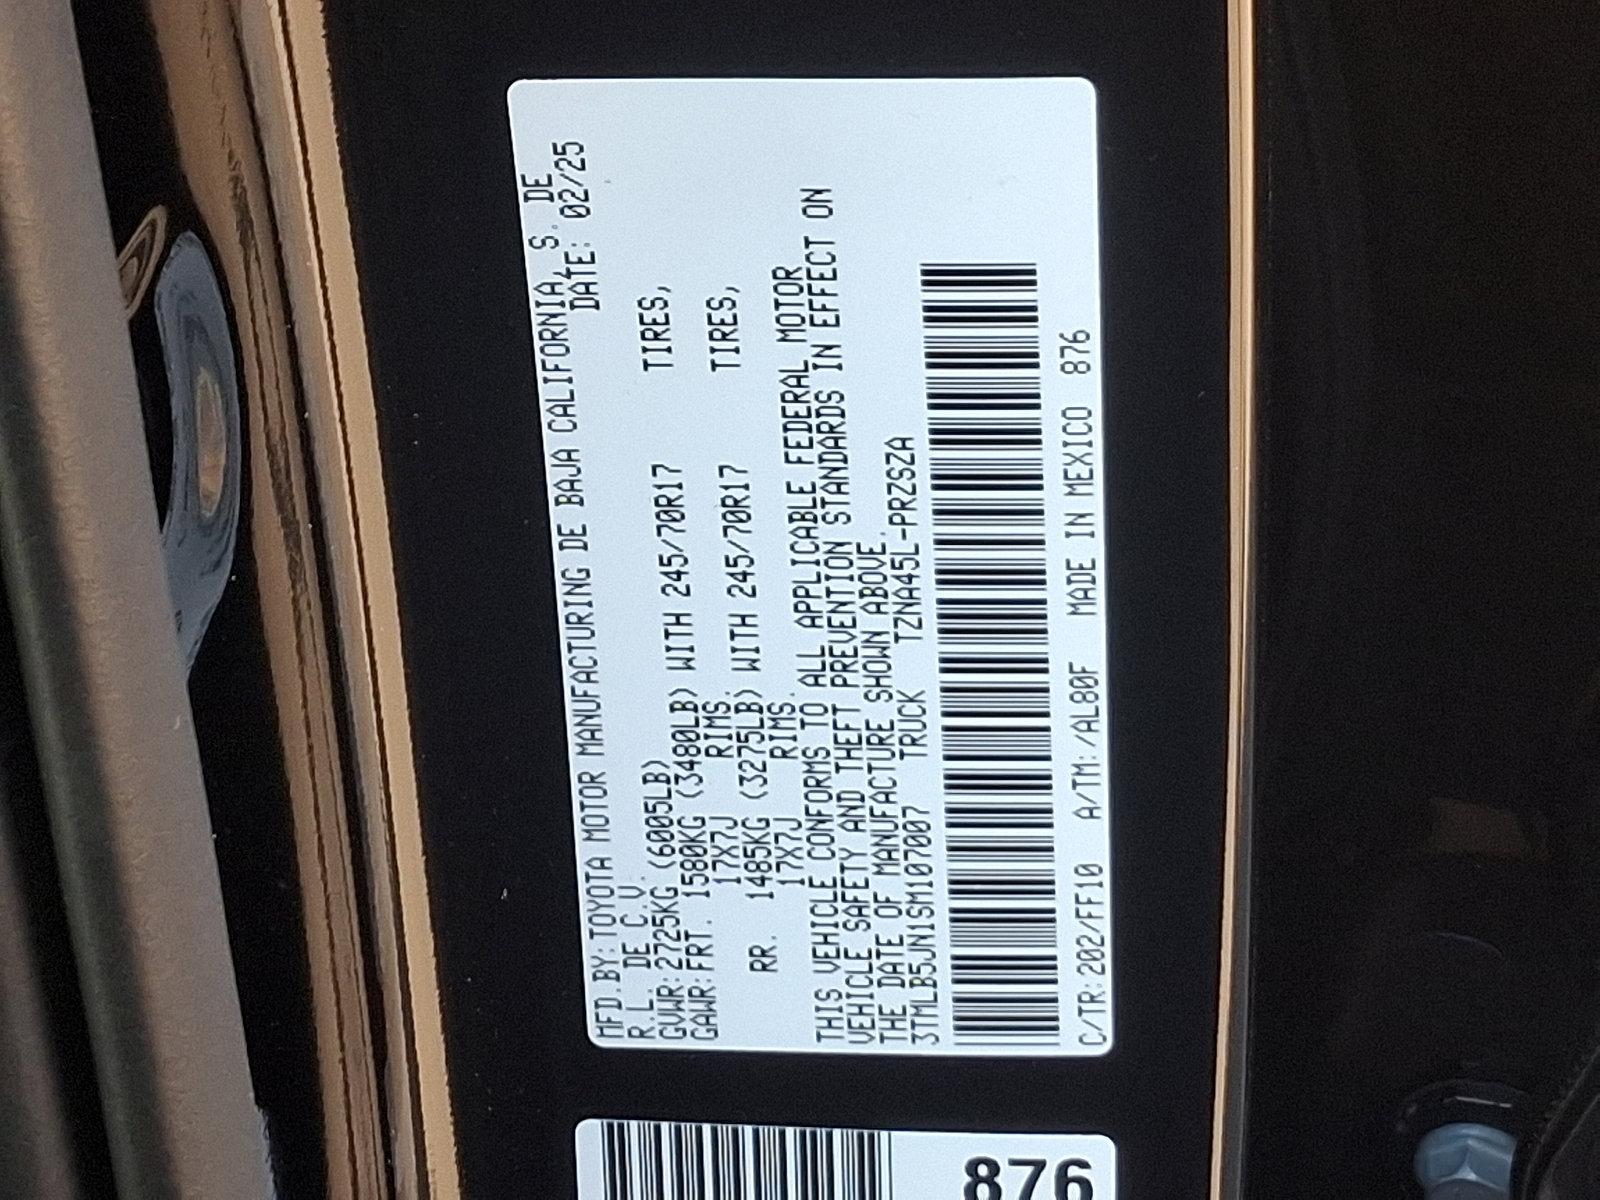 MFD.BY:TOYOTA MOTOR MANUFACTURING DE BAJA CALIFORNIA, S. DE
R.L. DE C.V. DATE: 02/25
GVWR:2725KG (6005LB)
GAWR:FRT. 1580KG (3480LB) WITH 245/70R17 TIRES,
17X7J RIMS.
RR. 1485KG (3275LB) WITH 245/70R17 TIRES,
17X7J RIMS.
THIS VEHICLE CONFORMS TO ALL APPLICABLE FEDERAL MOTOR
VEHICLE SAFETY AND THEFT PREVENTION STANDARDS IN EFFECT ON
THE DATE OF MANUFACTURE SHOWN ABOVE.
3TMLB5JN1SM107007 TRUCK TZNA45L-PRZSZA
C/TR:202/FF10 A/TM:/AL80F MADE IN MEXICO 876
876